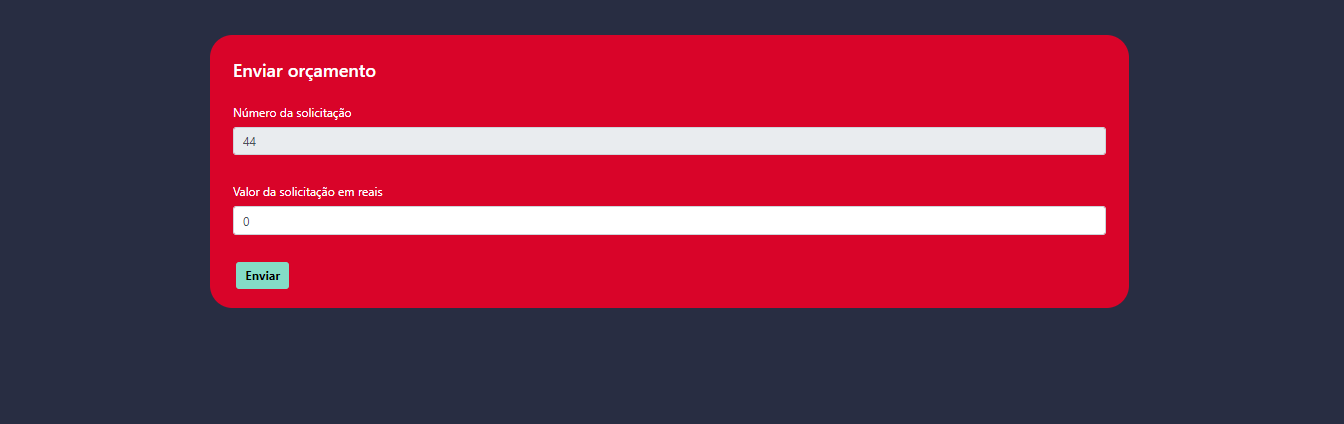 Enviar orçamento
Número da solicitação
44
Valor da solicitação em reais
0
Enviar